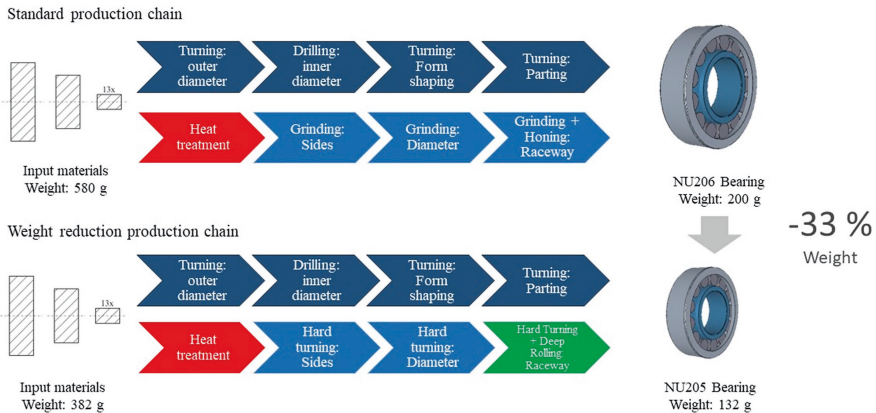 Standard production chain
13x
Input materials
Weight: 580 g
Turning:
outer
diameter
Drilling:
inner
diameter
Turning:
Form
shaping
Turning:
Parting
Heat
treatment
Grinding:
Sides
Grinding:
Diameter
Grinding +
Honing:
Raceway
NU206 Bearing
Weight: 200 g
-33 %
Weight
Weight reduction production chain
13x
Input materials
Weight: 382 g
Turning:
outer
diameter
Drilling:
inner
diameter
Turning:
Form
shaping
Turning:
Parting
Heat
treatment
Hard
turning:
Sides
Hard
turning:
Diameter
Hard Turning
+ Deep
Rolling:
Raceway
NU205 Bearing
Weight: 132 g